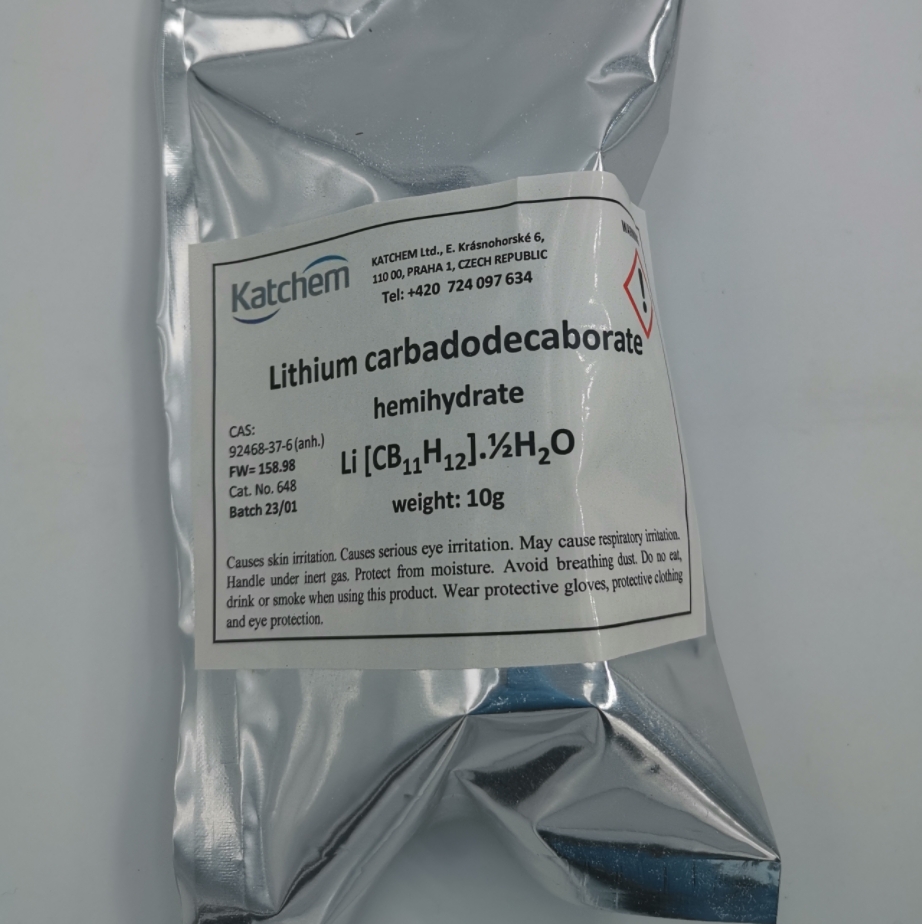 Katchem
KATCHEM Ltd., E. Krásnohorské 6,
110 00, PRAHA 1, CZECH REPUBLIC
Tel: +420 724 097 634
Lithium carbadodecaborate
hemihydrate
Li [CB₁₁H₁₂].½H₂O
weight: 10g
CAS:
92468-37-6 (anh.)
FW= 158.98
Cat. No. 648
Batch 23/01
Causes skin irritation. Causes serious eye irritation. May cause respiratory irritation.
Handle under inert gas. Protect from moisture. Avoid breathing dust. Do no eat,
drink or smoke when using this product. Wear protective gloves, protective clothing
and eye protection.